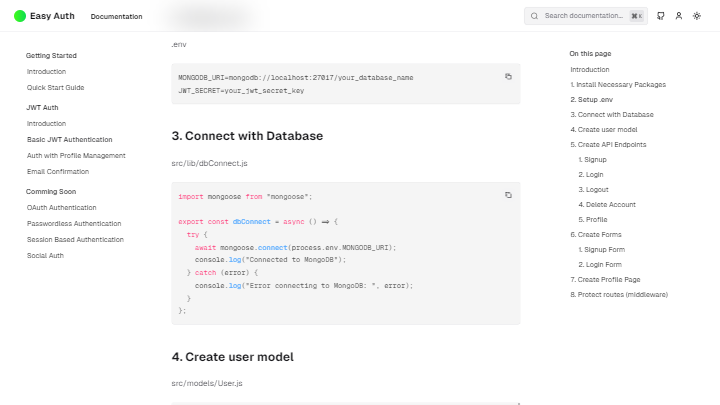 Easy Auth
Documentation
Search documentation...
⌘ K
Getting Started
Introduction
Quick Start Guide
JWT Auth
Introduction
Basic JWT Authentication
Auth with Profile Management
Email Confirmation
Comming Soon
OAuth Authentication
Passwordless Authentication
Session Based Authentication
Social Auth
.env
MONGODB_URI=mongodb://localhost:27017/your_database_name
JWT_SECRET=your_jwt_secret_key
3. Connect with Database
src/lib/dbConnect.js
import mongoose from "mongoose";
export const dbConnect = async () => {
try {
await mongoose.connect(process.env.MONGODB_URI);
console.log("Connected to MongoDB");
} catch (error) {
console.log("Error connecting to MongoDB: ", error);
}
};
4. Create user model
src/models/User.js
On this page
Introduction
1. Install Necessary Packages
2. Setup .env
3. Connect with Database
4. Create user model
5. Create API Endpoints
1. Signup
2. Login
3. Logout
4. Delete Account
5. Profile
6. Create Forms
1. Signup Form
2. Login Form
7. Create Profile Page
8. Protect routes (middleware)